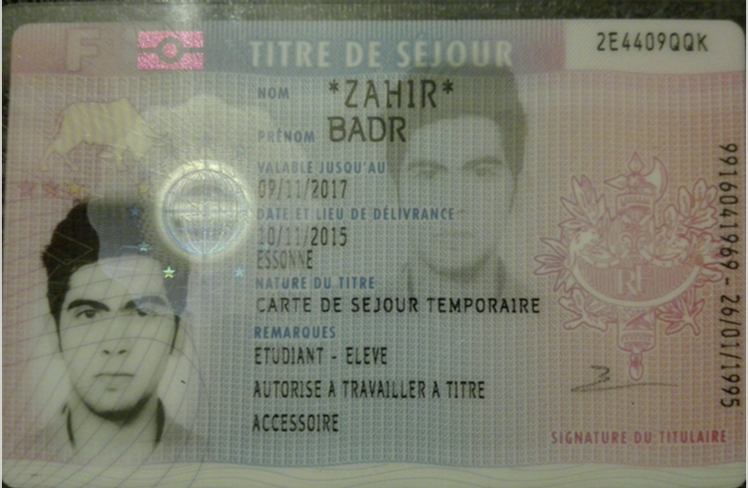 F
TITRE DE SÉJOUR
2E4409QQK
NOM *ZAHIR*
PRÉNOM BADR
VALABLE JUSQU'AU
09/11/2017
DATE ET LIEU DE DÉLIVRANCE
10/11/2015
ESSONNE
NATURE DU TITRE
CARTE DE SEJOUR TEMPORAIRE
REMARQUES
ETUDIANT - ELEVE
AUTORISE A TRAVAILLER A TITRE
ACCESSOIRE
RF
SIGNATURE DU TITULAIRE
9916041969 - 26/01/1995